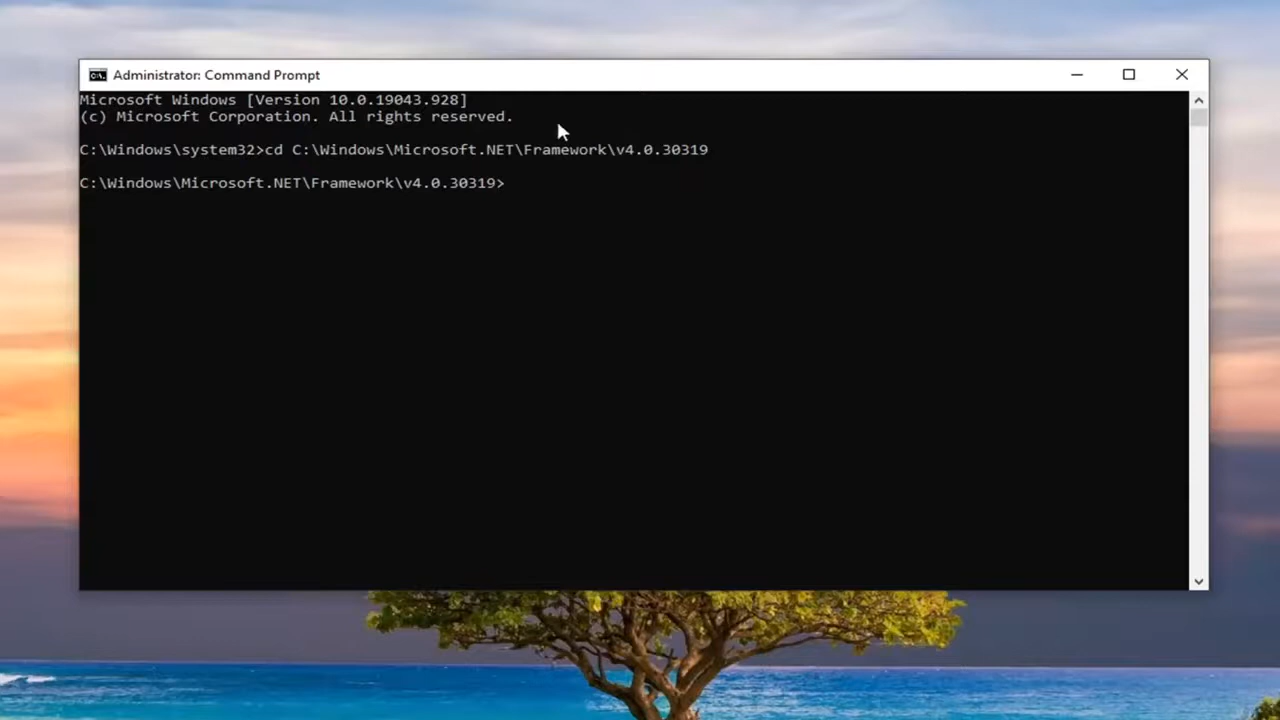 Administrator: Command Prompt
Microsoft Windows [Version 10.0.19043.928]
(c) Microsoft Corporation. All rights reserved.
C:\Windows\system32>cd C:\Windows\Microsoft.NET\Framework\v4.0.30319
C:\Windows\Microsoft.NET\Framework\v4.0.30319>